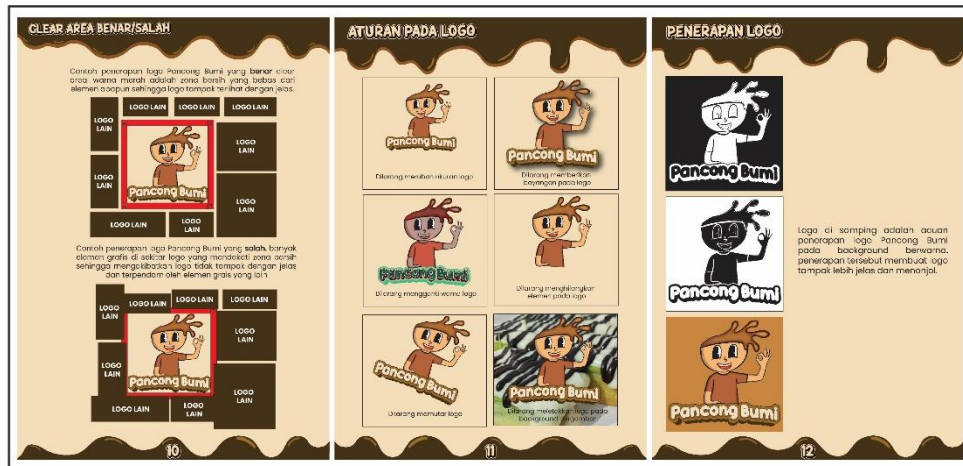 CLEAR AREA BENAR/SALAH
Contoh penerapan logo Pancong Bumi yang benar clear
area warna merah adalah zona bersih yang bebas dari
elemen apapun sehingga logo tampak terlihat dengan jelas.
LOGO LAIN
LOGO LAIN
LOGO LAIN
LOGO LAIN
LOGO LAIN
LOGO LAIN
LOGO LAIN
LOGO LAIN
LOGO LAIN
Pancong Bumi
Contoh penerapan logo Pancong Bumi yang salah, banyak
elemen grafis di sekitar logo yang mendekati zona bersih
sehingga mengakibatkan logo tidak tampak dengan jelas
dan terpendam oleh elemen grais yang lain
LOGO LAIN
LOGO LAIN
LOGO LAIN
LOGO LAIN
LOGO LAIN
LOGO LAIN
LOGO LAIN
LOGO LAIN
LOGO LAIN
Pancong Bumi
10
ATURAN PADA LOGO
Pancong Bumi
Dilarang merubah ukuran logo
Pancong Bumi
Dilarang memberikan
bayangan pada logo
Pancong Bumi
Dilarang mengganti warna logo
Dilarang menghilangkan
elemen pada logo
Pancong Bumi
Dilarang memutar logo
Pancong Bumi
Dilarang meletakkan logo pada
background bergambar
11
PENERAPAN LOGO
Pancong Bumi
Pancong Bumi
Pancong Bumi
Logo di samping adalah acuan
penerapan logo Pancong Bumi
pada background berwarna.
penerapan tersebut membuat logo
tampak lebih jelas dan menonjol.
12